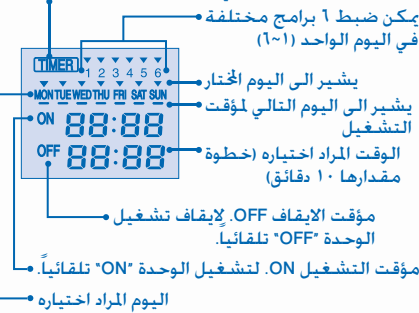 يمكن ضبط ٦ برامج مختلفة
في اليوم الواحد (١~٦)
TIMER
1 2 3 4 5 6
يشير الى اليوم المختار
MON TUE WED THU FRI SAT SUN
يشير الى اليوم التالي لمؤقت
التشغيل
ON 88:88
OFF 88:88
الوقت المراد اختياره (خطوة
مقدارها ١٠ دقائق)
مؤقت الايقاف OFF. لايقاف تشغيل
الوحدة "OFF" تلقائياً.
مؤقت التشغيل ON. لتشغيل الوحدة "ON" تلقائياً.
اليوم المراد اختياره